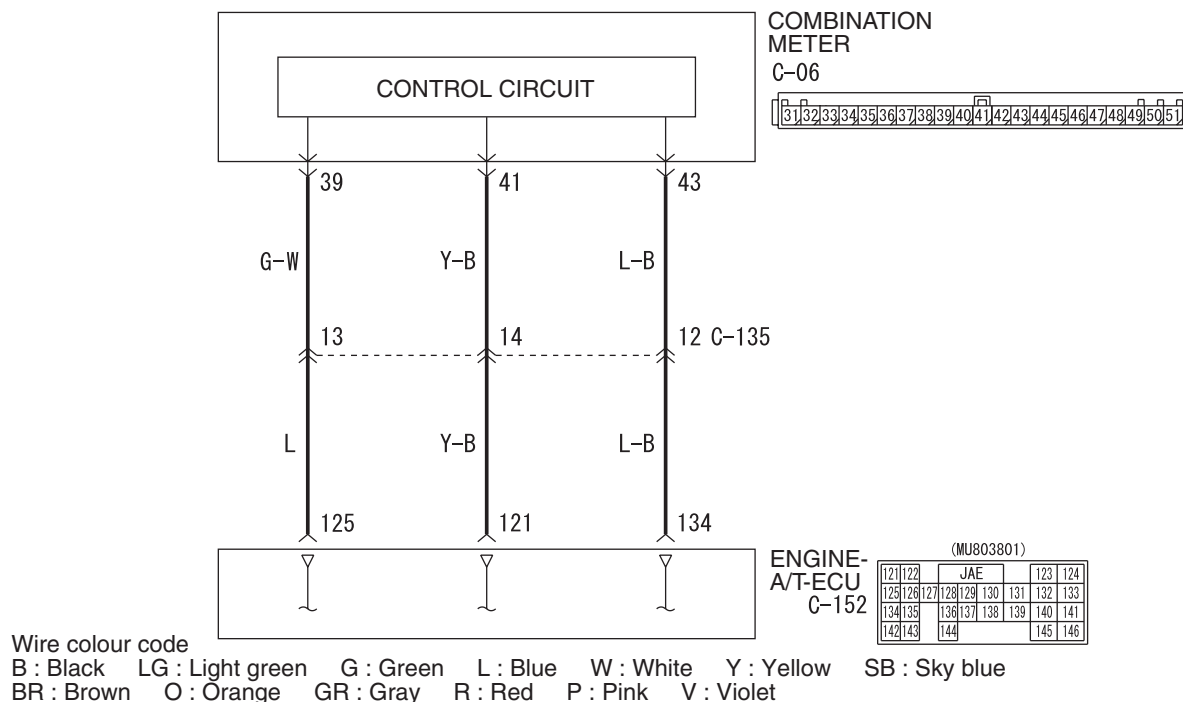 COMBINATION
METER
C-06
CONTROL CIRCUIT
31 32 33 34 35 36 37 38 39 40 41 42 43 44 45 46 47 48 49 50 51
39 41 43
G-W Y-B L-B
13 14 12 C-135
L Y-B L-B
125 121 134
ENGINE-
A/T-ECU
C-152
(MU803801)
121 122 JAE 123 124
125 126 127 128 129 130 131 132 133
134 135 136 137 138 139 140 141
142 143 144 145 146
Wire colour code
B : Black LG : Light green G : Green L : Blue W : White Y : Yellow SB : Sky blue
BR : Brown O : Orange GR : Gray R : Red P : Pink V : Violet